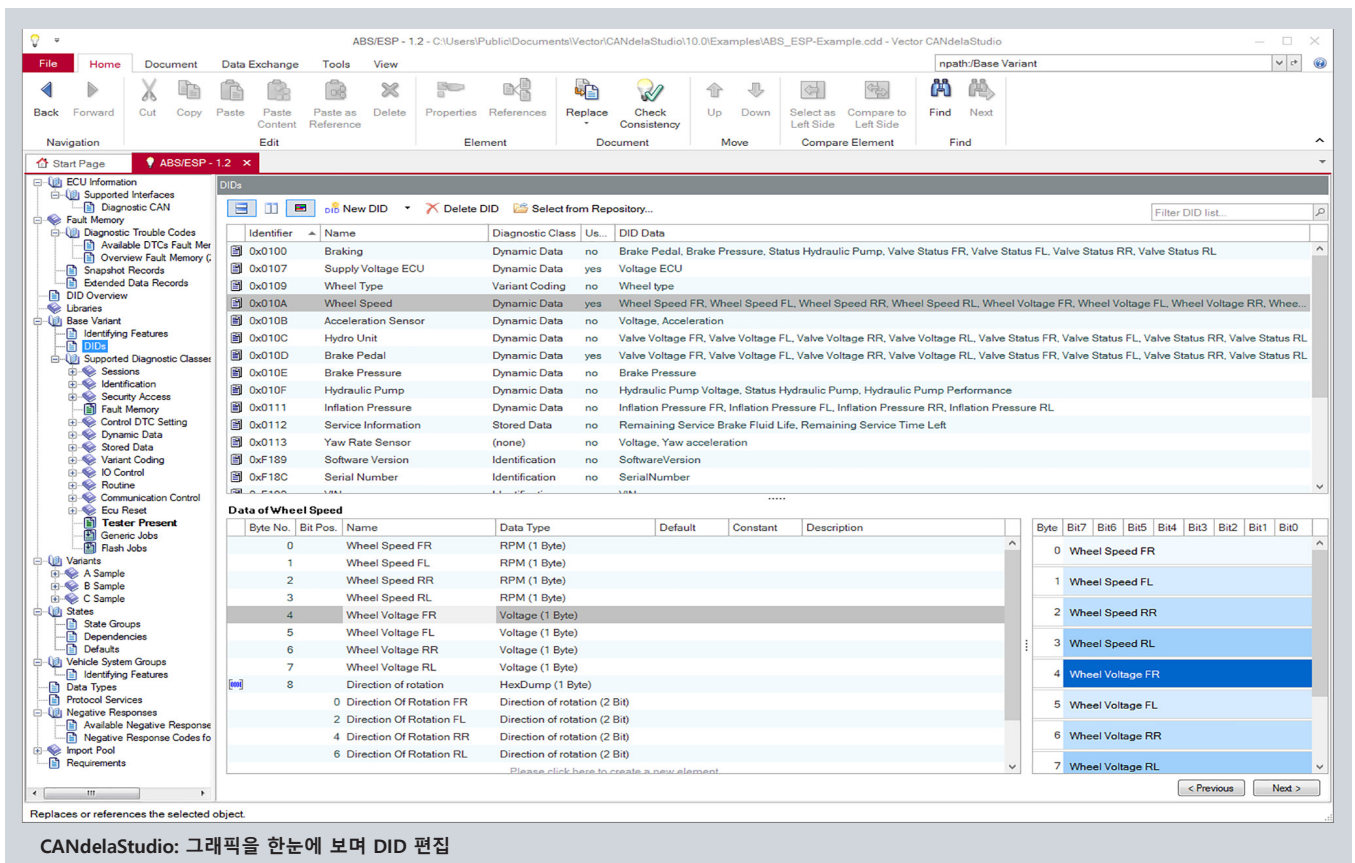 ABS/ESP - 1.2 - C:\Users\Public\Documents\Vector\CANdelaStudio\10.0\Examples\ABS_ESP-Example.cdd - Vector CANdelaStudio
File Home Document Data Exchange Tools View npath:/Base Variant
Back Forward Cut Copy Paste Paste Content Paste as Reference Delete Properties References Replace Check Consistency Up Down Select as Left Side Compare to Left Side Find Next
Navigation Edit Element Document Move Compare Element Find
Start Page ABS/ESP - 1.2
ECU Information
Supported Interfaces
Diagnostic CAN
Fault Memory
Diagnostic Trouble Codes
Available DTCs Fault Mer
Overview Fault Memory (
Snapshot Records
Extended Data Records
DID Overview
Libraries
Base Variant
Identifying Features
DIDs
Supported Diagnostic Classes
Sessions
Identification
Security Access
Fault Memory
Control DTC Setting
Dynamic Data
Stored Data
Variant Coding
IO Control
Routine
Communication Control
Ecu Reset
Tester Present
Generic Jobs
Flash Jobs
Variants
A Sample
B Sample
C Sample
States
State Groups
Dependencies
Defaults
Vehicle System Groups
Identifying Features
Data Types
Protocol Services
Negative Responses
Available Negative Response
Negative Response Codes fo
Import Pool
Requirements
DIDs
New DID Delete DID Select from Repository... Filter DID list...
Identifier Name Diagnostic Class Us... DID Data
0x0100 Braking Dynamic Data no Brake Pedal, Brake Pressure, Status Hydraulic Pump, Valve Status FR, Valve Status FL, Valve Status RR, Valve Status RL
0x0107 Supply Voltage ECU Dynamic Data yes Voltage ECU
0x0109 Wheel Type Variant Coding no Wheel type
0x010A Wheel Speed Dynamic Data yes Wheel Speed FR, Wheel Speed FL, Wheel Speed RR, Wheel Speed RL, Wheel Voltage FR, Wheel Voltage FL, Wheel Voltage RR, Whee...
0x010B Acceleration Sensor Dynamic Data no Voltage, Acceleration
0x010C Hydro Unit Dynamic Data no Valve Voltage FR, Valve Voltage FL, Valve Voltage RR, Valve Voltage RL, Valve Status FR, Valve Status FL, Valve Status RR, Valve Status RL
0x010D Brake Pedal Dynamic Data yes Valve Voltage FR, Valve Voltage FL, Valve Voltage RR, Valve Voltage RL, Valve Status FR, Valve Status FL, Valve Status RR, Valve Status RL
0x010E Brake Pressure Dynamic Data no Brake Pressure
0x010F Hydraulic Pump Dynamic Data no Hydraulic Pump Voltage, Status Hydraulic Pump, Hydraulic Pump Performance
0x0111 Inflation Pressure Dynamic Data no Inflation Pressure FR, Inflation Pressure FL, Inflation Pressure RR, Inflation Pressure RL
0x0112 Service Information Stored Data no Remaining Service Brake Fluid Life, Remaining Service Time Left
0x0113 Yaw Rate Sensor (none) no Voltage, Yaw acceleration
0xF189 Software Version Identification no SoftwareVersion
0xF18C Serial Number Identification no SerialNumber
Data of Wheel Speed
Byte No. Bit Pos. Name Data Type Default Constant Description
0 Wheel Speed FR RPM (1 Byte)
1 Wheel Speed FL RPM (1 Byte)
2 Wheel Speed RR RPM (1 Byte)
3 Wheel Speed RL RPM (1 Byte)
4 Wheel Voltage FR Voltage (1 Byte)
5 Wheel Voltage FL Voltage (1 Byte)
6 Wheel Voltage RR Voltage (1 Byte)
7 Wheel Voltage RL Voltage (1 Byte)
8 Direction of rotation HexDump (1 Byte)
0 Direction Of Rotation FR Direction of rotation (2 Bit)
2 Direction Of Rotation FL Direction of rotation (2 Bit)
4 Direction Of Rotation RR Direction of rotation (2 Bit)
6 Direction Of Rotation RL Direction of rotation (2 Bit)
Please click here to create a new element
Byte Bit7 Bit6 Bit5 Bit4 Bit3 Bit2 Bit1 Bit0
0 Wheel Speed FR
1 Wheel Speed FL
2 Wheel Speed RR
3 Wheel Speed RL
4 Wheel Voltage FR
5 Wheel Voltage FL
6 Wheel Voltage RR
7 Wheel Voltage RL
< Previous Next >
Replaces or references the selected object.
CANdelaStudio: 그래픽을 한눈에 보며 DID 편집